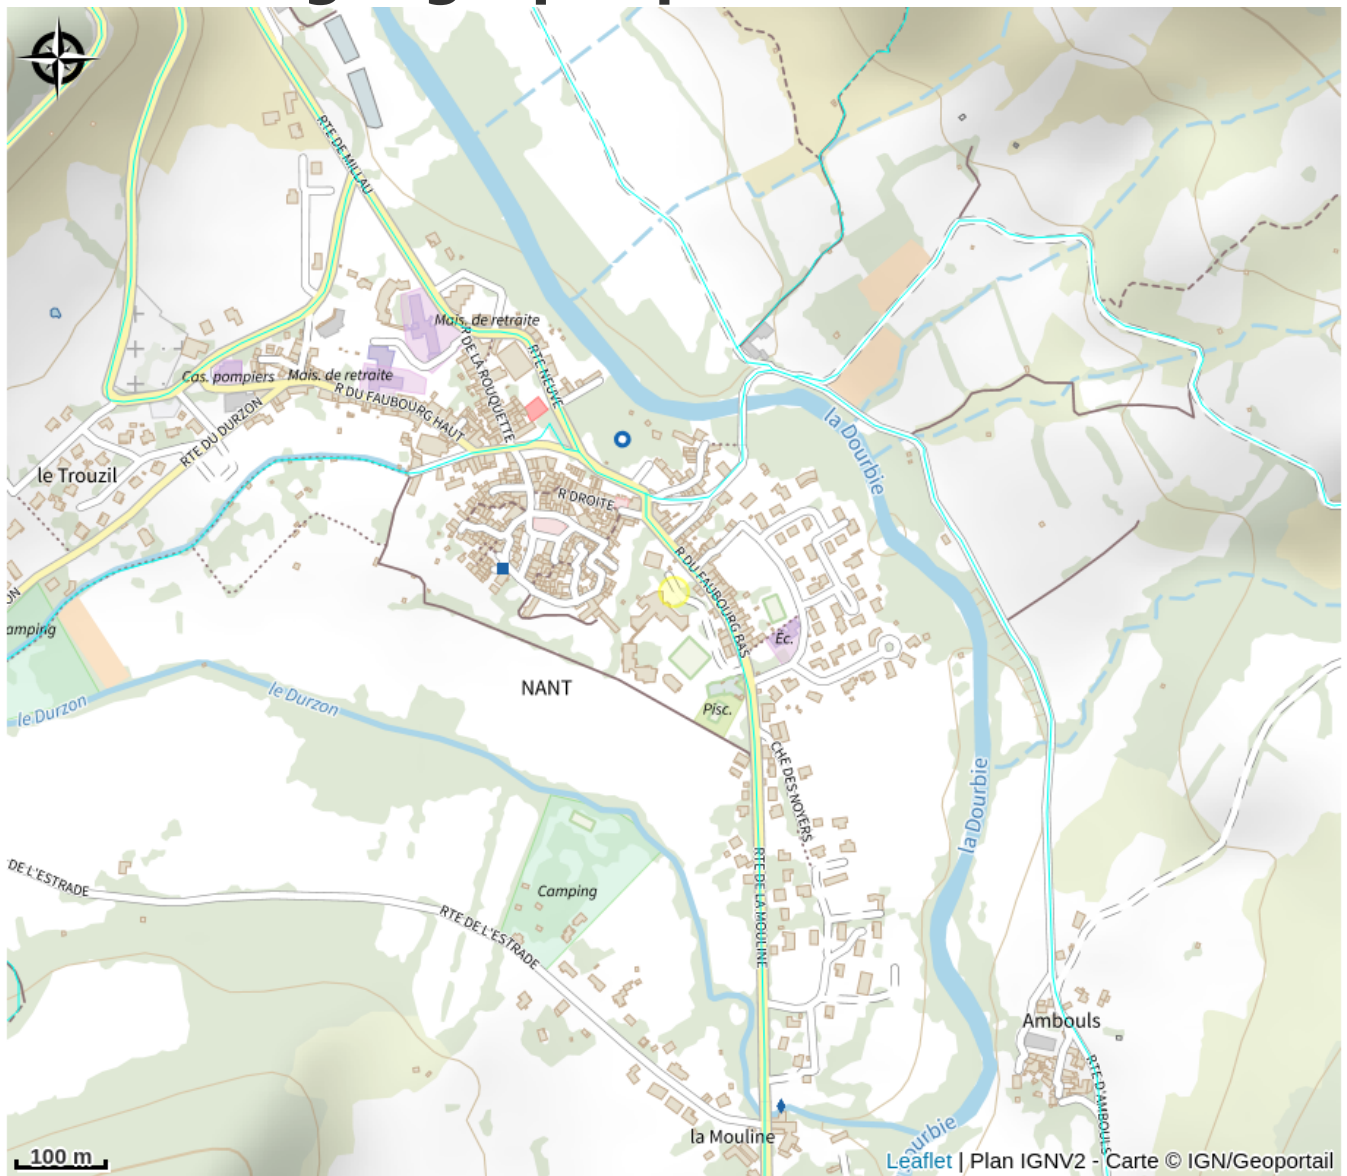 RTE DE MILLAU
Mais. de retraite
R DE LA ROUQUETTE
RTE NEUVE
Cas. pompiers
Mais. de retraite
R DU FAUBOURG HAUT
RTE DU DURZON
la Dourbie
le Trouzil
R DROITE
R DU FAUBOURG BAS
ON
amping
Éc.
le Durzon
le Durzon
NANT
Pisc.
CHE DES NOYERS
la Dourbie
DE L'ESTRADE
Camping
RTE DE LA MOULINE
RTE DE L'ESTRADE
Ambouls
RTE D'AMBOULS
la Mouline
ourbie
100 m
Leaflet | Plan IGNV2 - Carte © IGN/Geoportail